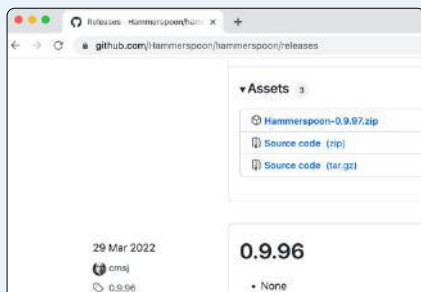 Releases · Hammerspoon/ham
github.com/Hammerspoon/hammerspoon/releases
Assets 3
Hammerspoon-0.9.97.zip
Source code (zip)
Source code (tar.gz)
29 Mar 2022
cmsj
0.9.96
0.9.96
• None